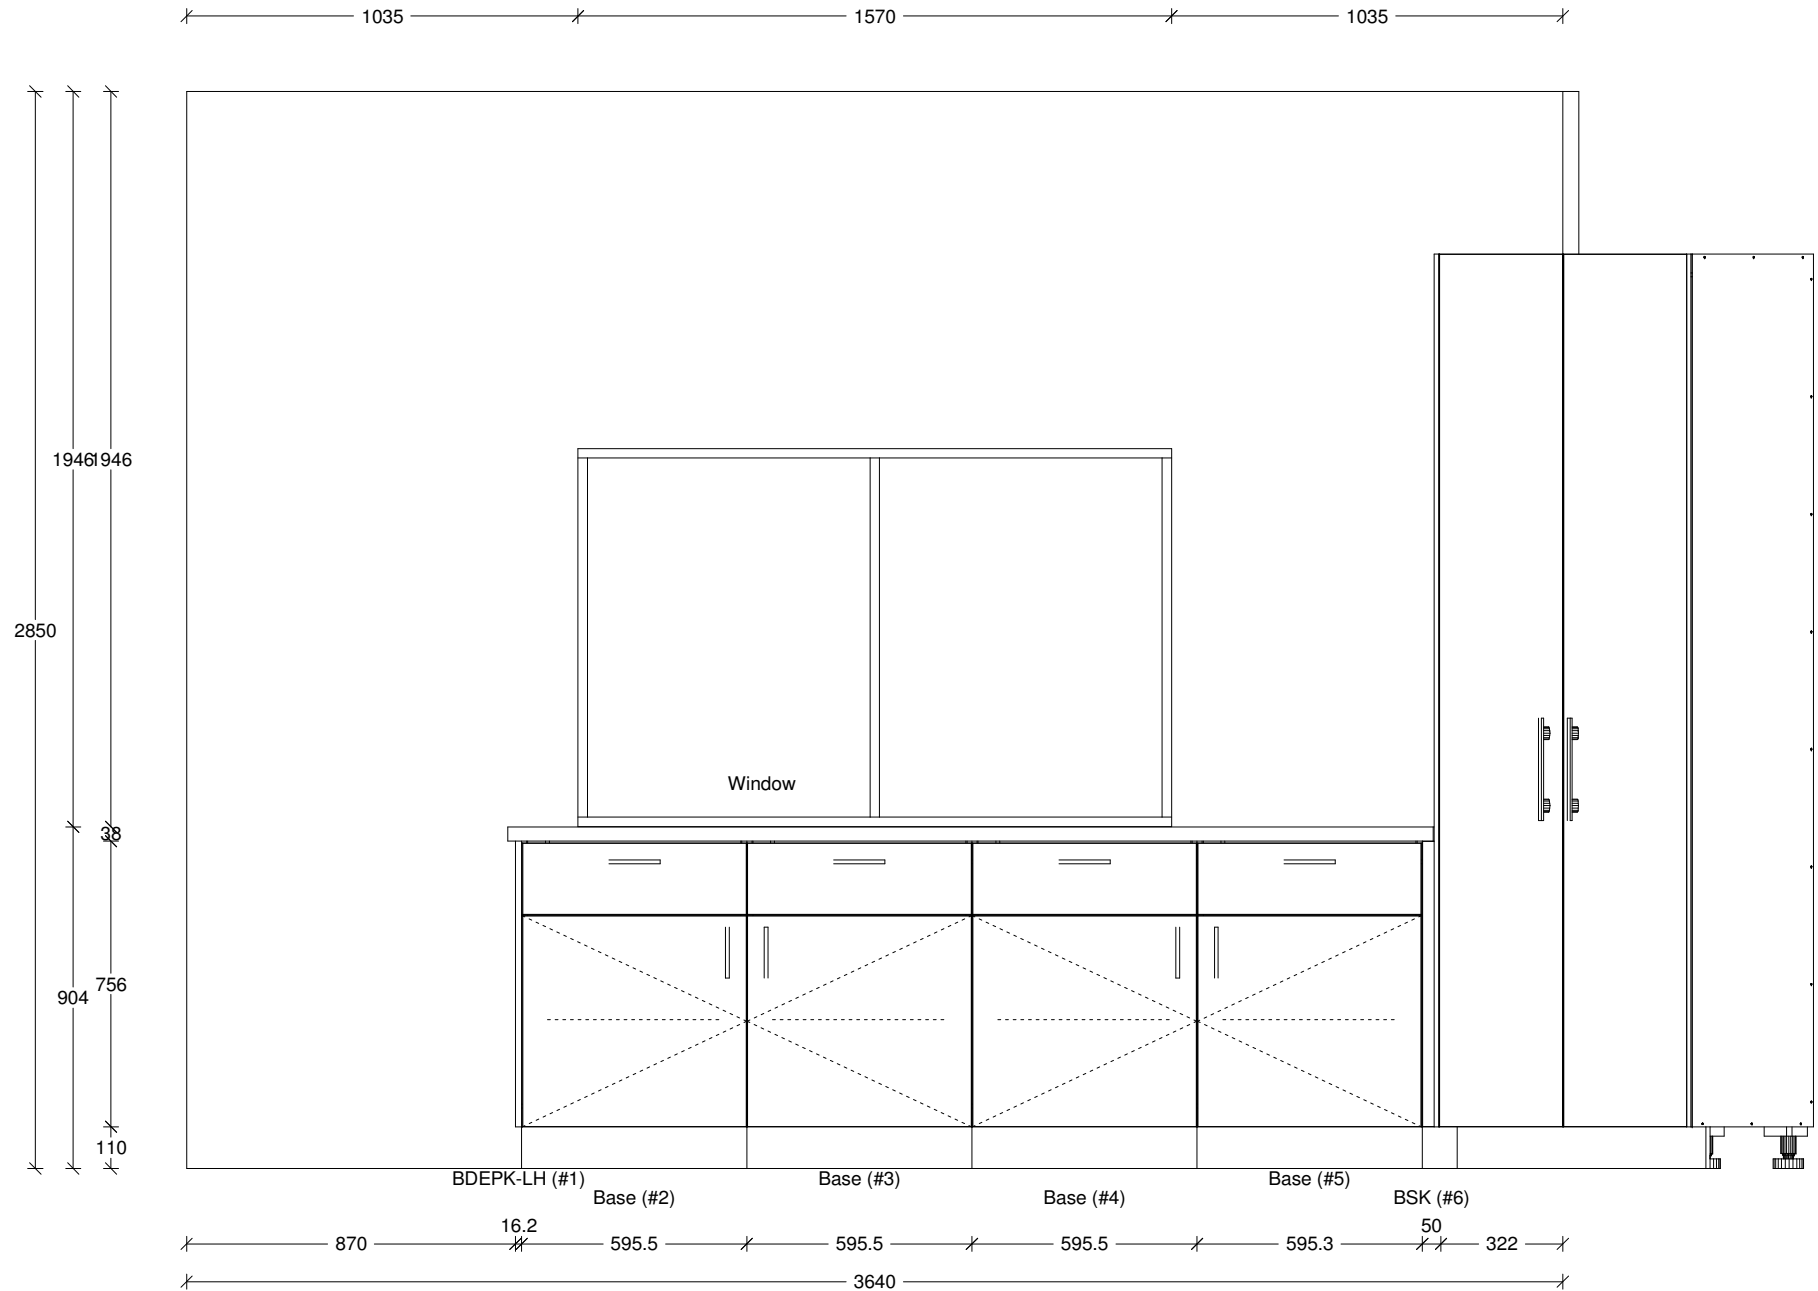 1035 1570 1035
1946 1946
2850
Window
38
756
904
110
BDEPK-LH (#1) Base (#3) Base (#5)
Base (#2) Base (#4) BSK (#6)
16.2 50
870 595.5 595.5 595.5 595.3 322
3640